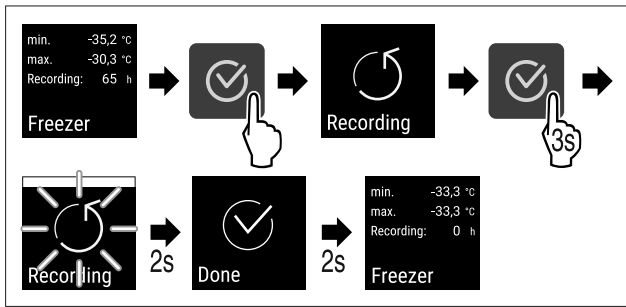 min. -35,2 °C
max. -30,3 °C
Recording: 65 h
Freezer
Recording
3s
Recording
2s
Done
2s
min. -33,3 °C
max. -33,3 °C
Recording: 0 h
Freezer